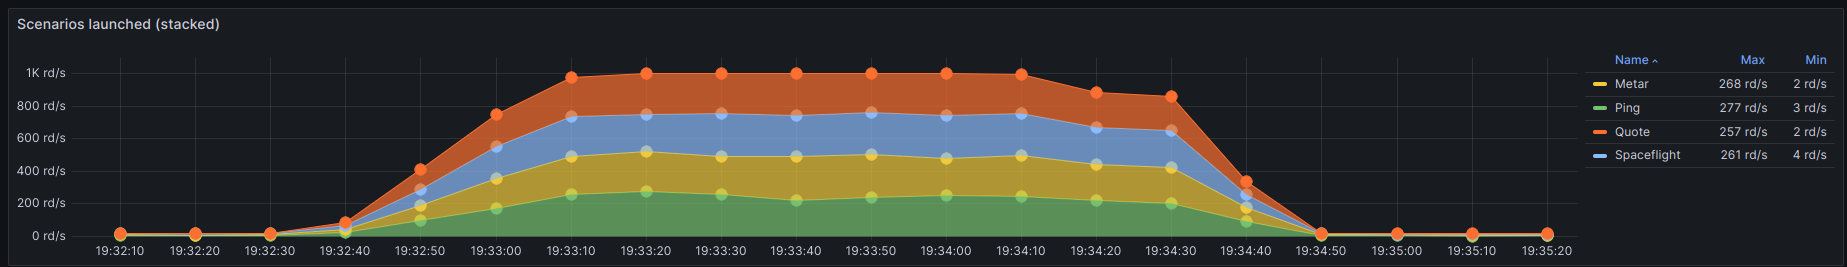 Scenarios launched (stacked)
1K rd/s
800 rd/s
600 rd/s
400 rd/s
200 rd/s
0 rd/s
19:32:10 19:32:20 19:32:30 19:32:40 19:32:50 19:33:00 19:33:10 19:33:20 19:33:30 19:33:40 19:33:50 19:34:00 19:34:10 19:34:20 19:34:30 19:34:40 19:34:50 19:35:00 19:35:10 19:35:20
Name Max Min
Metar 268 rd/s 2 rd/s
Ping 277 rd/s 3 rd/s
Quote 257 rd/s 2 rd/s
Spaceflight 261 rd/s 4 rd/s